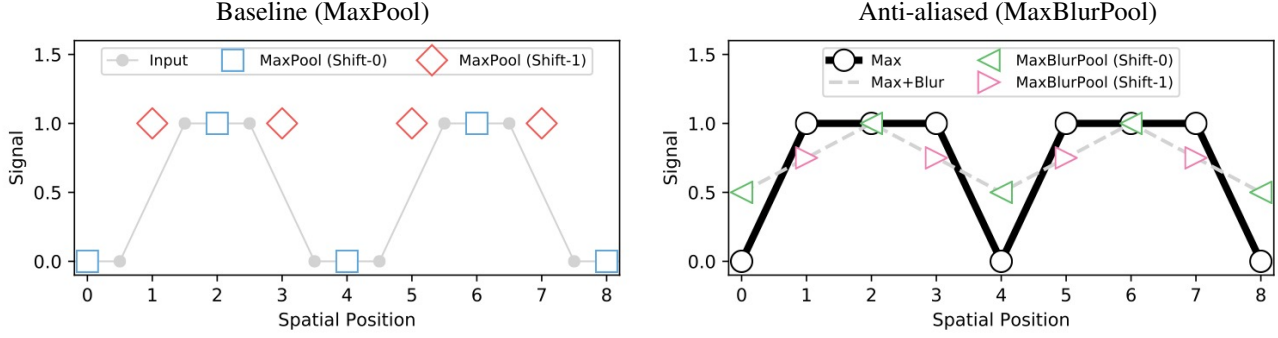 Baseline (MaxPool)
Input
MaxPool (Shift-0)
MaxPool (Shift-1)
Signal
1.5
1.0
0.5
0.0
0 1 2 3 4 5 6 7 8
Spatial Position
Anti-aliased (MaxBlurPool)
Max
Max+Blur
MaxBlurPool (Shift-0)
MaxBlurPool (Shift-1)
Signal
1.5
1.0
0.5
0.0
0 1 2 3 4 5 6 7 8
Spatial Position